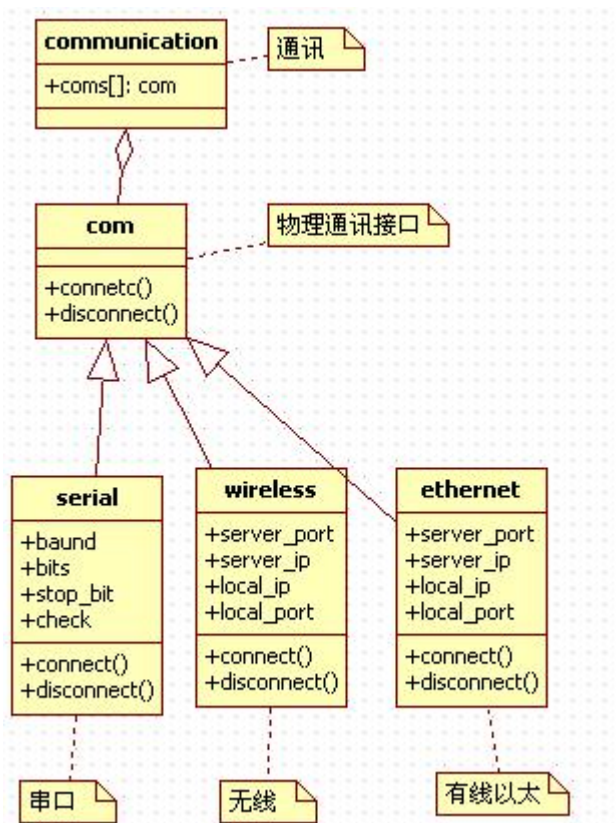 communication
+coms[]: com
通讯
com
+connetc()
+disconnect()
物理通讯接口
serial
+baund
+bits
+stop_bit
+check
+connect()
+disconnect()
wireless
+server_port
+server_ip
+local_ip
+local_port
+connect()
+disconnect()
ethernet
+server_port
+server_ip
+local_ip
+local_port
+connect()
+disconnect()
串口
无线
有线以太